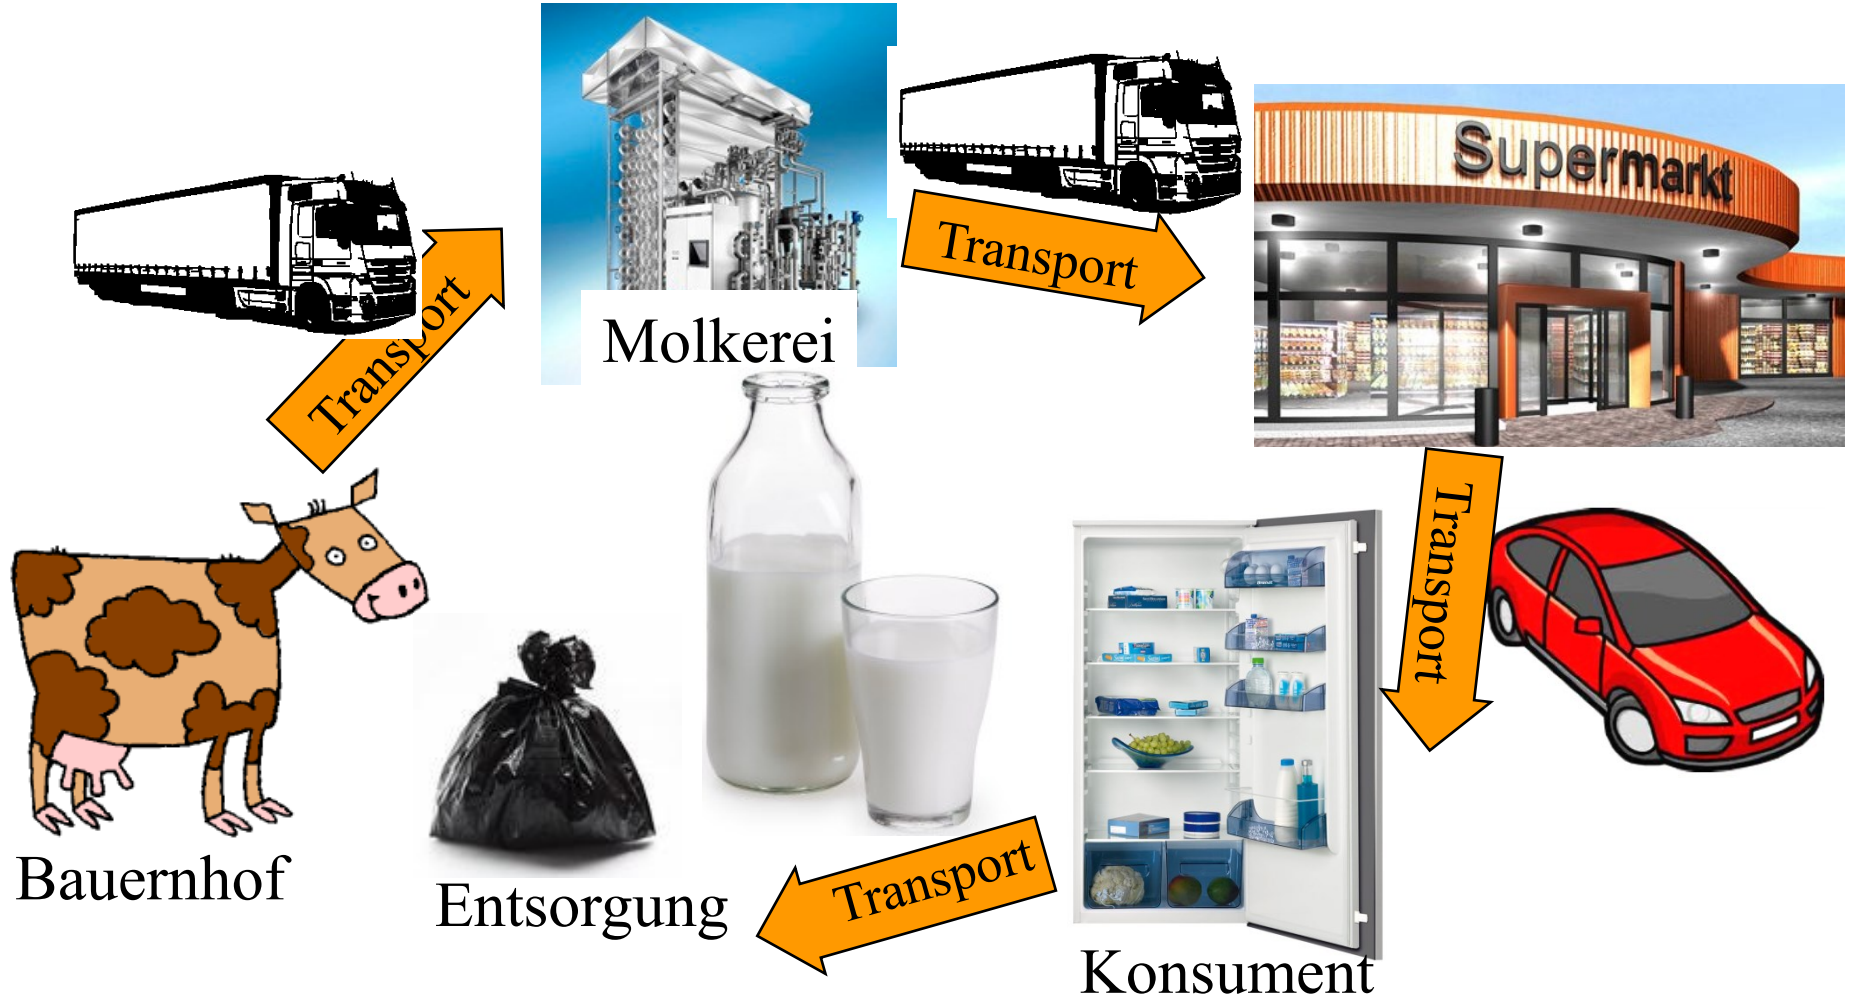 Molkerei
Transport
Supermarkt
Transport
Transport
Bauernhof
Entsorgung
Transport
Konsument